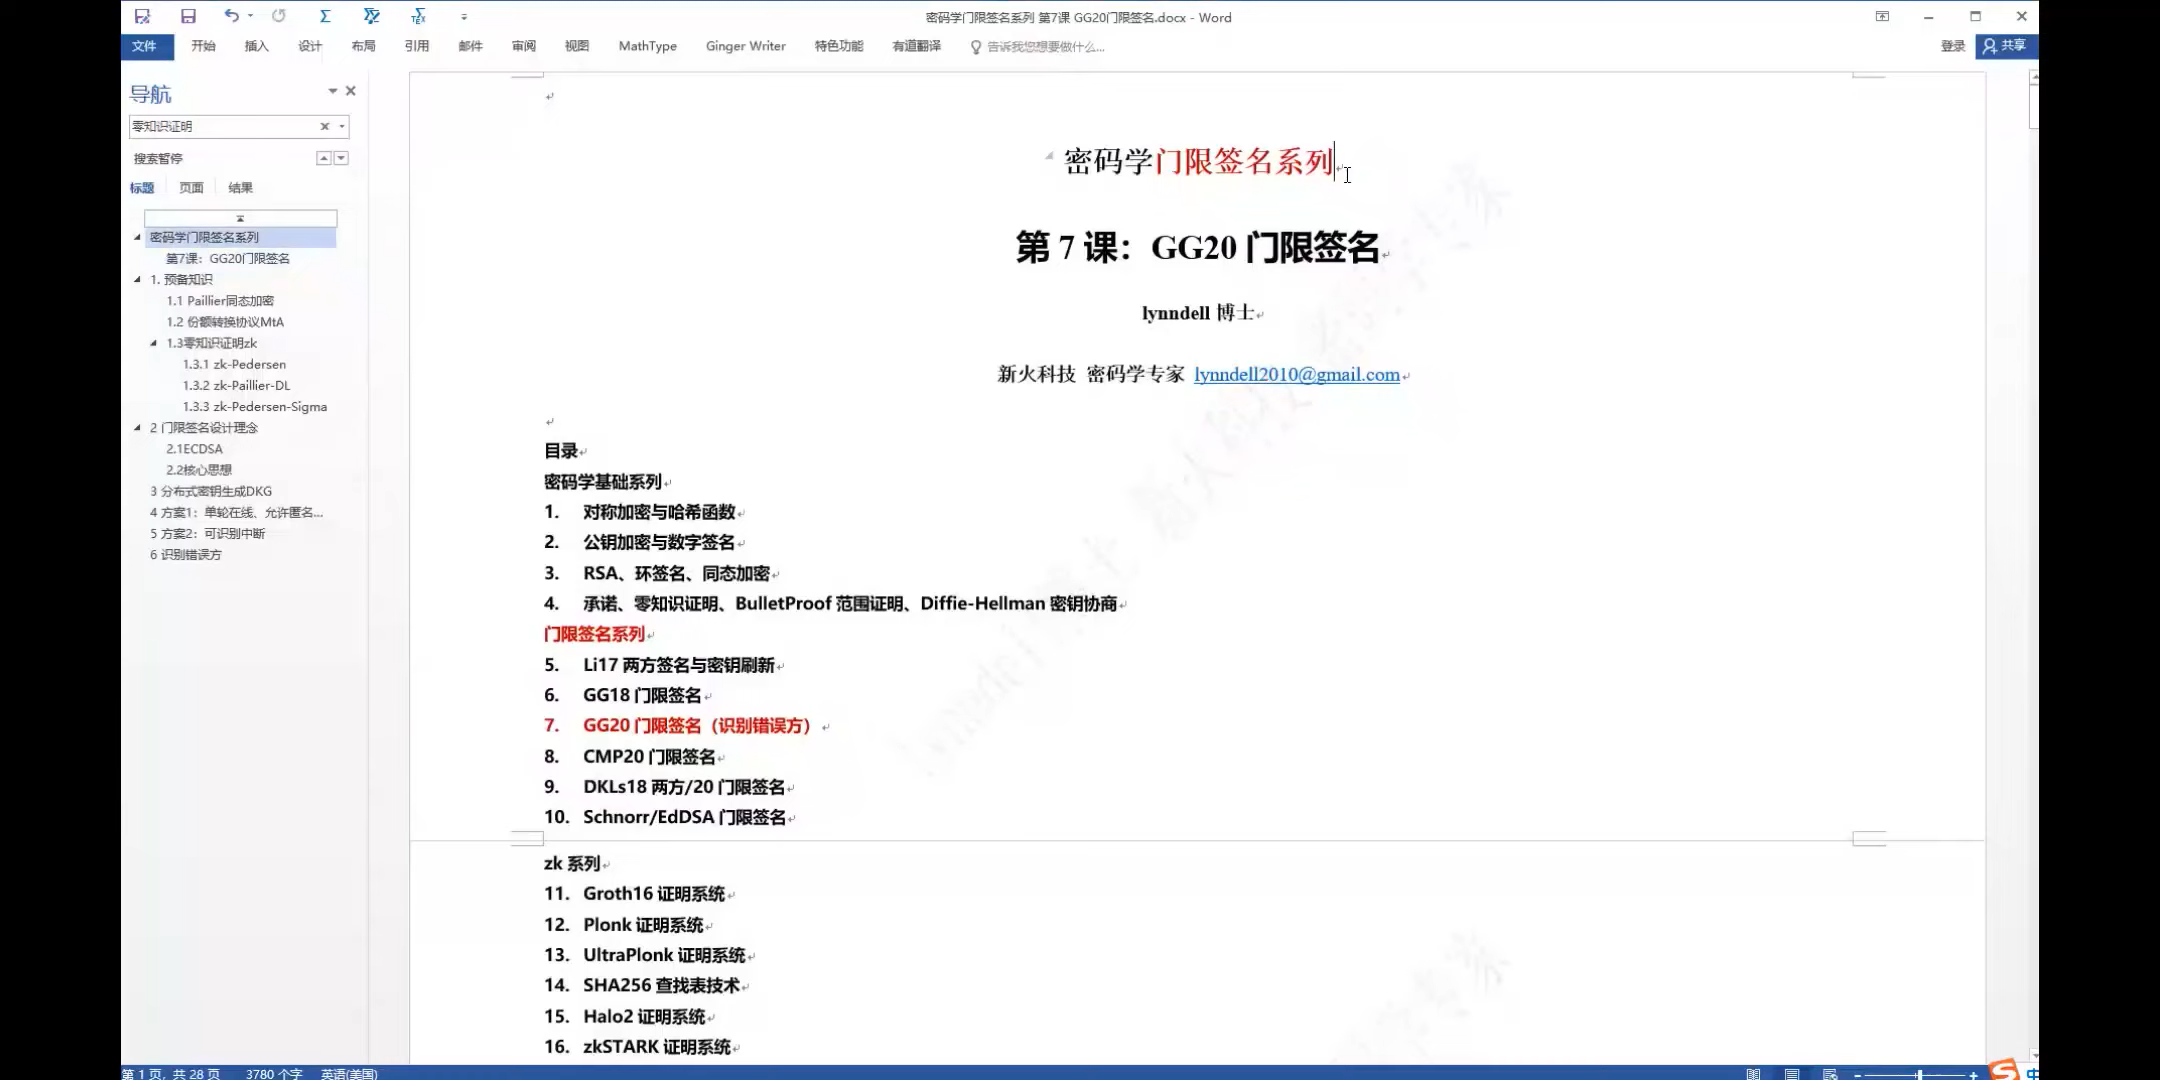 密码学门限签名系列 第7课 GG20门限签名.docx - Word
文件 开始 插入 设计 布局 引用 邮件 审阅 视图 MathType Ginger Writer 特色功能 有道翻译 告诉我您想要做什么... 登录 共享
导航
零知识证明
搜索暂停
标题 页面 结果
密码学门限签名系列
第7课：GG20门限签名
1. 预备知识
1.1 Paillier同态加密
1.2 份额转换协议MtA
1.3零知识证明zk
1.3.1 zk-Pedersen
1.3.2 zk-Paillier-DL
1.3.3 zk-Pedersen-Sigma
2 门限签名设计理念
2.1ECDSA
2.2核心思想
3 分布式密钥生成DKG
4 方案1：单轮在线、允许匿名...
5 方案2：可识别中断
6 识别错误方
密码学门限签名系列
第 7 课：GG20 门限签名
lynndell 博士
新火科技 密码学专家 lynndell2010@gmail.com
目录
密码学基础系列
1. 对称加密与哈希函数
2. 公钥加密与数字签名
3. RSA、环签名、同态加密
4. 承诺、零知识证明、BulletProof 范围证明、Diffie-Hellman 密钥协商
门限签名系列
5. Li17 两方签名与密钥刷新
6. GG18 门限签名
7. GG20 门限签名（识别错误方）
8. CMP20 门限签名
9. DKLs18 两方/20 门限签名
10. Schnorr/EdDSA 门限签名
zk 系列
11. Groth16 证明系统
12. Plonk 证明系统
13. UltraPlonk 证明系统
14. SHA256 查找表技术
15. Halo2 证明系统
16. zkSTARK 证明系统
第 1 页，共 28 页 3780 个字 英语(美国)